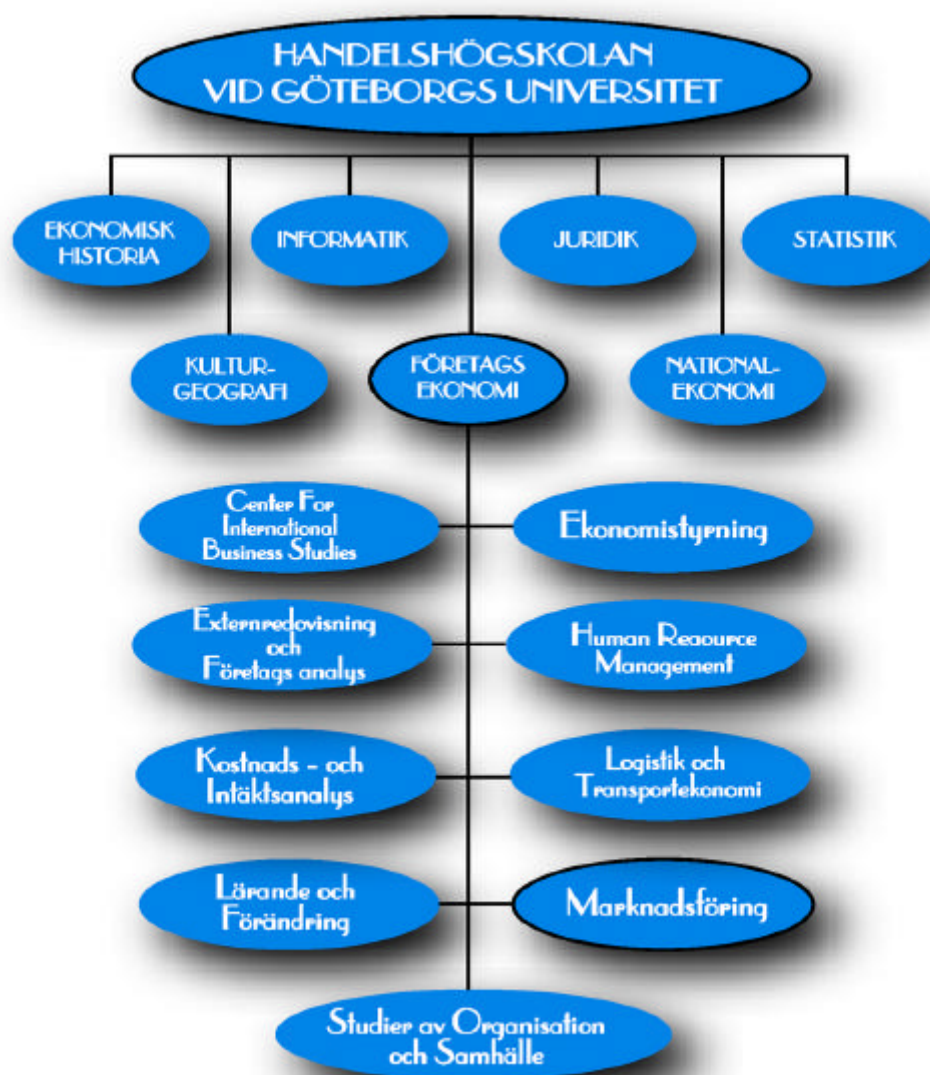 HANDELSHÖGSKOLAN
VID GÖTEBORGS UNIVERSITET
EKONOMISK
HISTORIA
INFORMATIK
JURIDIK
STATISTIK
KULTUR-
GEOGRAFI
FÖRETAGS
EKONOMI
NATIONAL-
EKONOMI
Center For
International
Business Studies
Ekonomistyrning
Externredovisning
och
Företags analys
Human Reaource
Management
Kostnads - och
Intäktsanalys
Logistik och
Transportekonomi
Lärande och
Förändring
Marknadsföring
Studier av Organisation
och Samhälle